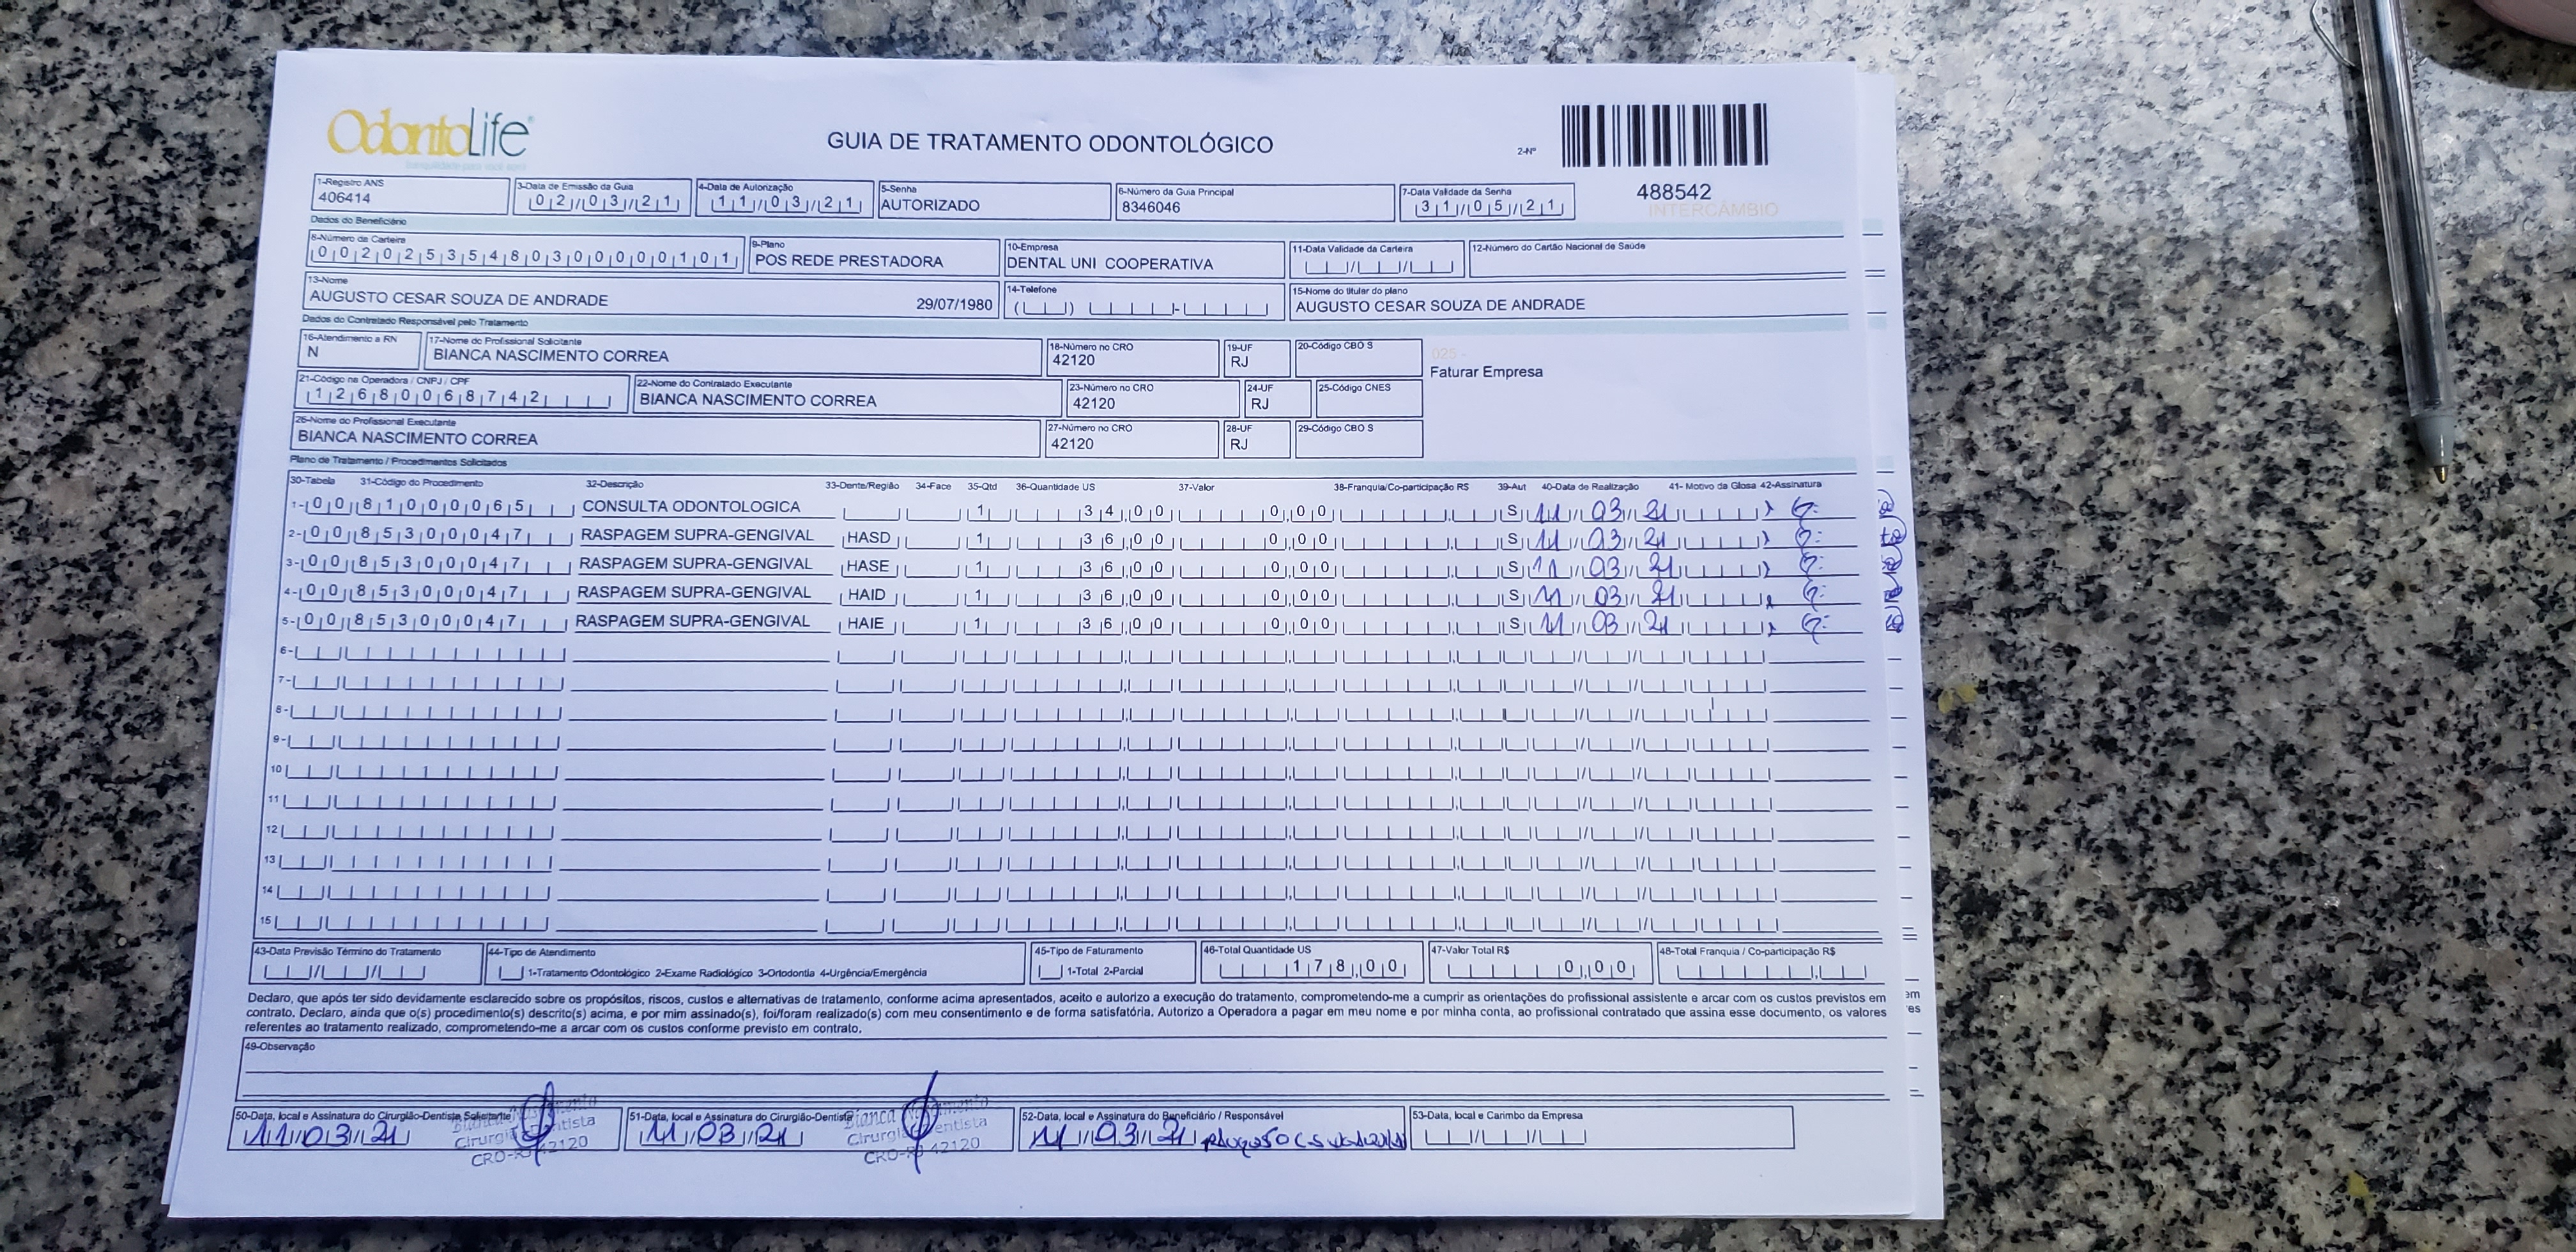 OdontoLife
GUIA DE TRATAMENTO ODONTOLÓGICO
2-Nº
488542
INTERCÂMBIO
1-Registro ANS 3-Data de Emissão da Guia 4-Data de Autorização 5-Senha 6-Número da Guia Principal 7-Data Validade da Senha
406414 02/03/21 11/03/21 AUTORIZADO 8346046 31/05/21
Dados do Beneficiário
8-Número da Carteira 9-Plano 10-Empresa 11-Data Validade da Carteira 12-Número do Cartão Nacional de Saúde
00202535480300000101 POS REDE PRESTADORA DENTAL UNI COOPERATIVA
13-Nome 14-Telefone 15-Nome do titular do plano
AUGUSTO CESAR SOUZA DE ANDRADE 29/07/1980 AUGUSTO CESAR SOUZA DE ANDRADE
Dados do Contratado Responsável pelo Tratamento
16-Atendimento a RN 17-Nome do Profissional Solicitante 18-Número no CRO 19-UF 20-Código CBO S
N BIANCA NASCIMENTO CORREA 42120 RJ
025 -
Faturar Empresa
21-Código na Operadora / CNPJ / CPF 22-Nome do Contratado Executante 23-Número no CRO 24-UF 25-Código CNES
12680068742 BIANCA NASCIMENTO CORREA 42120 RJ
26-Nome do Profissional Executante 27-Número no CRO 28-UF 29-Código CBO S
BIANCA NASCIMENTO CORREA 42120 RJ
Plano de Tratamento / Procedimentos Solicitados
30-Tabela 31-Código do Procedimento 32-Descrição 33-Dente/Região 34-Face 35-Qtd 36-Quantidade US 37-Valor 38-Franquia/Co-participação R$ 39-Aut 40-Data de Realização 41- Motivo da Glosa 42-Assinatura
1- 00 81000065 CONSULTA ODONTOLOGICA 1 34,00 0,00 S 11/03/21
2- 00 85300047 RASPAGEM SUPRA-GENGIVAL HASD 1 36,00 0,00 S 11/03/21
3- 00 85300047 RASPAGEM SUPRA-GENGIVAL HASE 1 36,00 0,00 S 11/03/21
4- 00 85300047 RASPAGEM SUPRA-GENGIVAL HAID 1 36,00 0,00 S 11/03/21
5- 00 85300047 RASPAGEM SUPRA-GENGIVAL HAIE 1 36,00 0,00 S 11/03/21
6-
7-
8-
9-
10
11
12
13
14
15
43-Data Previsão Término do Tratamento 44-Tipo de Atendimento 45-Tipo de Faturamento 46-Total Quantidade US 47-Valor Total R$ 48-Total Franquia / Co-participação R$
1-Tratamento Odontológico 2-Exame Radiológico 3-Ortodontia 4-Urgência/Emergência 1-Total 2-Parcial 178,00 0,00
Declaro, que após ter sido devidamente esclarecido sobre os propósitos, riscos, custos e alternativas de tratamento, conforme acima apresentados, aceito e autorizo a execução do tratamento, comprometendo-me a cumprir as orientações do profissional assistente e arcar com os custos previstos em
contrato. Declaro, ainda que o(s) procedimento(s) descrito(s) acima, e por mim assinado(s), foi/foram realizado(s) com meu consentimento e de forma satisfatória. Autorizo a Operadora a pagar em meu nome e por minha conta, ao profissional contratado que assina esse documento, os valores
referentes ao tratamento realizado, comprometendo-me a arcar com os custos conforme previsto em contrato.
49-Observação
50-Data, local e Assinatura do Cirurgião-Dentista Solicitante 51-Data, local e Assinatura do Cirurgião-Dentista 52-Data, local e Assinatura do Beneficiário / Responsável 53-Data, local e Carimbo da Empresa
11/03/21 11/03/21 11/03/21
Bianca Nascimento
Cirurgiã Dentista Cirurgiã Dentista
CRO-RJ 42120 CRO-RJ 42120